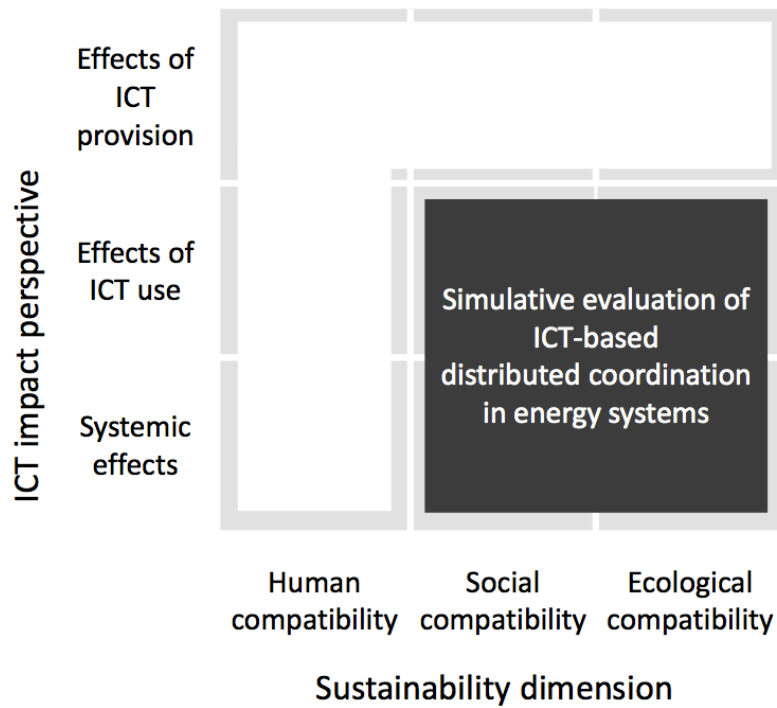 Effects of
ICT
provision
Effects of
ICT use
Systemic
effects
ICT impact perspective
Simulative evaluation of
ICT-based
distributed coordination
in energy systems
Human
compatibility
Social
compatibility
Ecological
compatibility
Sustainability dimension